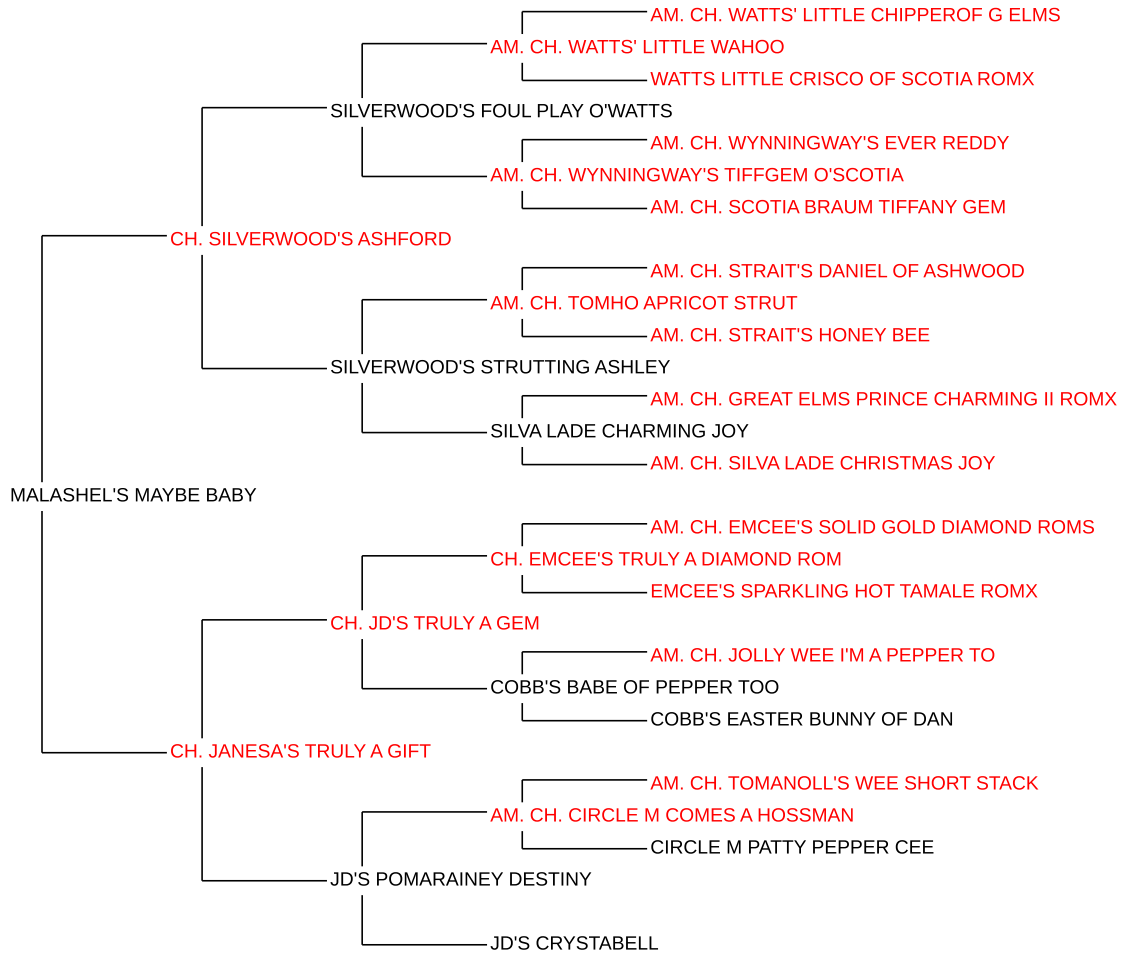 AM. CH. WATTS' LITTLE CHIPPEROF G ELMS
AM. CH. WATTS' LITTLE WAHOO
WATTS LITTLE CRISCO OF SCOTIA ROMX
SILVERWOOD'S FOUL PLAY O'WATTS
AM. CH. WYNNINGWAY'S EVER REDDY
AM. CH. WYNNINGWAY'S TIFFGEM O'SCOTIA
AM. CH. SCOTIA BRAUM TIFFANY GEM
CH. SILVERWOOD'S ASHFORD
AM. CH. STRAIT'S DANIEL OF ASHWOOD
AM. CH. TOMHO APRICOT STRUT
AM. CH. STRAIT'S HONEY BEE
SILVERWOOD'S STRUTTING ASHLEY
AM. CH. GREAT ELMS PRINCE CHARMING II ROMX
SILVA LADE CHARMING JOY
AM. CH. SILVA LADE CHRISTMAS JOY
MALASHEL'S MAYBE BABY
AM. CH. EMCEE'S SOLID GOLD DIAMOND ROMS
CH. EMCEE'S TRULY A DIAMOND ROM
EMCEE'S SPARKLING HOT TAMALE ROMX
CH. JD'S TRULY A GEM
AM. CH. JOLLY WEE I'M A PEPPER TO
COBB'S BABE OF PEPPER TOO
COBB'S EASTER BUNNY OF DAN
CH. JANESA'S TRULY A GIFT
AM. CH. TOMANOLL'S WEE SHORT STACK
AM. CH. CIRCLE M COMES A HOSSMAN
CIRCLE M PATTY PEPPER CEE
JD'S POMARAINEY DESTINY
JD'S CRYSTABELL